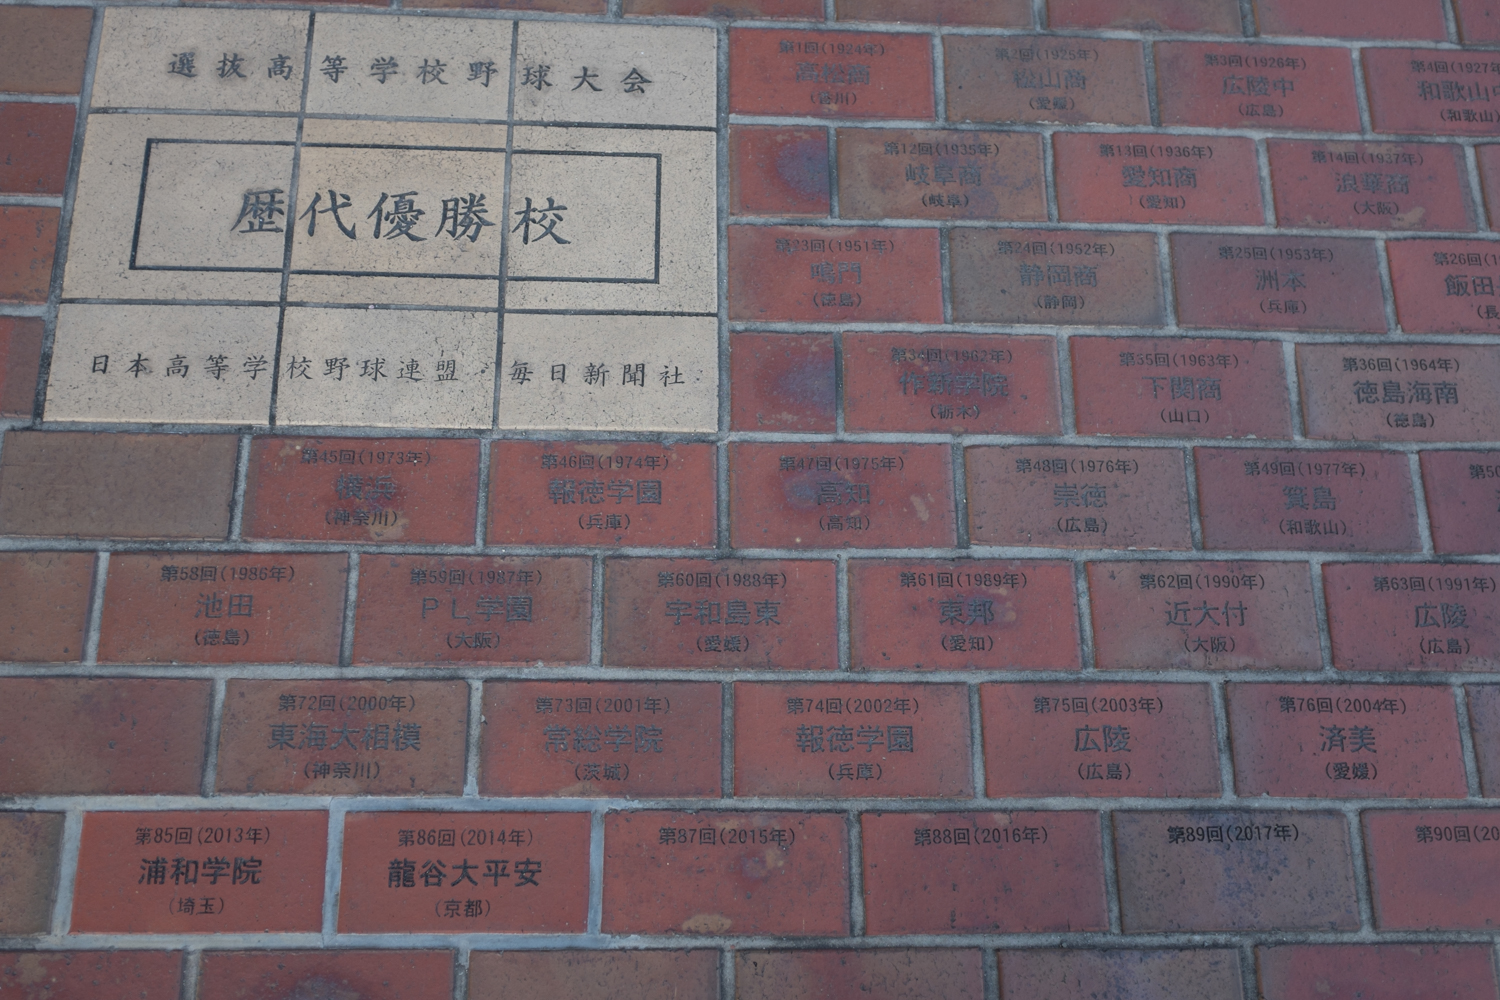 選抜高等学校野球大会
歴代優勝校
日本高等学校野球連盟 毎日新聞社
第1回(1924年)
高松商
(香川)
第2回(1925年)
松山商
(愛媛)
第3回(1926年)
広陵中
(広島)
第4回(1927年
和歌山中
(和歌山)
第12回(1935年)
岐阜商
(岐阜)
第13回(1936年)
愛知商
(愛知)
第14回(1937年)
浪華商
(大阪)
第23回(1951年)
鳴門
(徳島)
第24回(1952年)
静岡商
(静岡)
第25回(1953年)
洲本
(兵庫)
第26回(1
飯田
(長
第34回(1962年)
作新学院
(栃木)
第35回(1963年)
下関商
(山口)
第36回(1964年)
徳島海南
(徳島)
第45回(1973年)
横浜
(神奈川)
第46回(1974年)
報徳学園
(兵庫)
第47回(1975年)
高知
(高知)
第48回(1976年)
崇徳
(広島)
第49回(1977年)
箕島
(和歌山)
第50
第58回(1986年)
池田
(徳島)
第59回(1987年)
PL学園
(大阪)
第60回(1988年)
宇和島東
(愛媛)
第61回(1989年)
東邦
(愛知)
第62回(1990年)
近大付
(大阪)
第63回(1991年)
広陵
(広島)
第72回(2000年)
東海大相模
(神奈川)
第73回(2001年)
常総学院
(茨城)
第74回(2002年)
報徳学園
(兵庫)
第75回(2003年)
広陵
(広島)
第76回(2004年)
済美
(愛媛)
第85回(2013年)
浦和学院
(埼玉)
第86回(2014年)
龍谷大平安
(京都)
第87回(2015年)
第88回(2016年)
第89回(2017年)
第90回(20